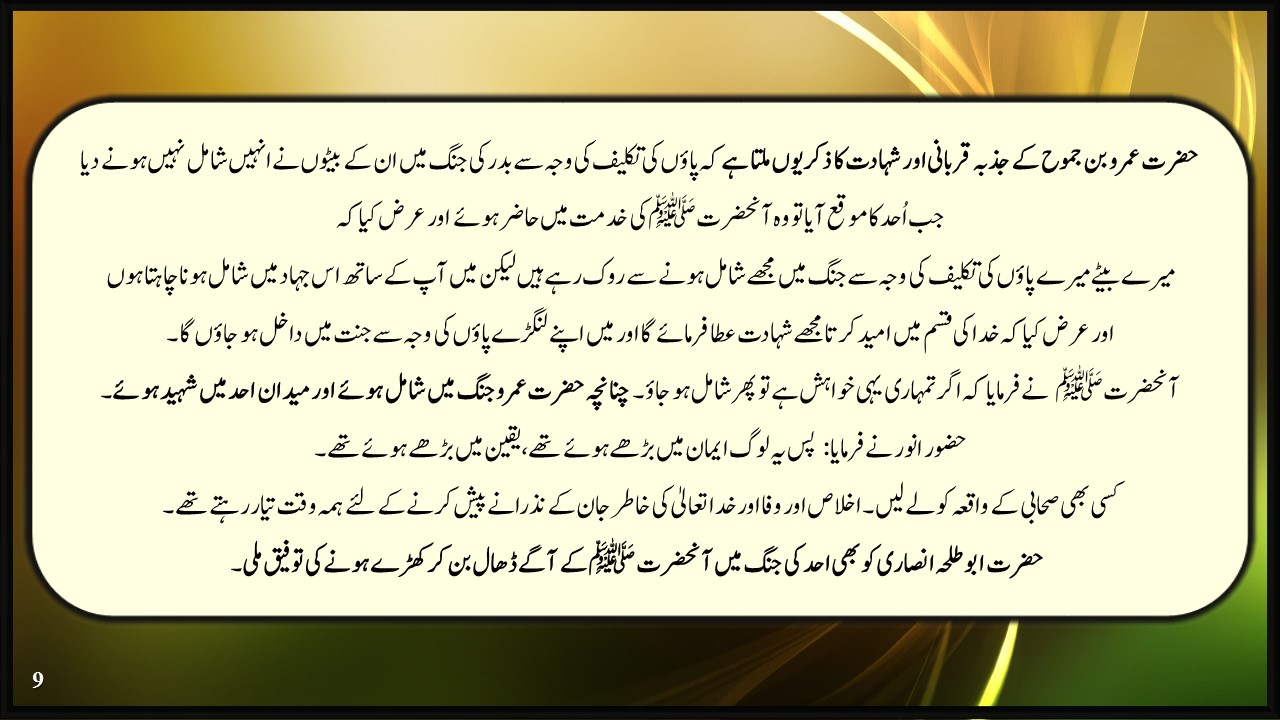 حضرت عمرو بن جموح کے جذبہ قربانی اور شہادت کا ذکر یوں ملتا ہے کہ پاؤں کی تکلیف کی وجہ سے بدر کی جنگ میں ان کے بیٹوں نے انہیں شامل نہیں ہونے دیا
جب اُحد کا موقع آیا تو وہ آنحضرت ﷺ کی خدمت میں حاضر ہوئے اور عرض کیا کہ
میرے بیٹے میرے پاؤں کی تکلیف کی وجہ سے جنگ میں مجھے شامل ہونے سے روک رہے ہیں لیکن میں آپ کے ساتھ اس جہاد میں شامل ہونا چاہتا ہوں
اور عرض کیا کہ خدا کی قسم میں امید کرتا مجھے شہادت عطا فرمائے گا اور میں اپنے لنگڑے پاؤں کی وجہ سے جنت میں داخل ہو جاؤں گا۔
آنحضرت ﷺ نے فرمایا کہ اگر تمہاری یہی خواہش ہے تو پھر شامل ہو جاؤ۔ چنانچہ حضرت عمرو جنگ میں شامل ہوئے اور میدان احد میں شہید ہوئے۔
حضور انور نے فرمایا: پس یہ لوگ ایمان میں بڑھے ہوئے تھے، یقین میں بڑھے ہوئے تھے۔
کسی بھی صحابی کے واقعہ کو لے لیں۔ اخلاص اور وفا اور خدا تعالیٰ کی خاطر جان کے نذرانے پیش کرنے کے لئے ہمہ وقت تیار رہتے تھے۔
حضرت ابو طلحہ انصاری کو بھی احد کی جنگ میں آنحضرت ﷺ کے آگے ڈھال بن کر کھڑے ہونے کی توفیق ملی۔
9